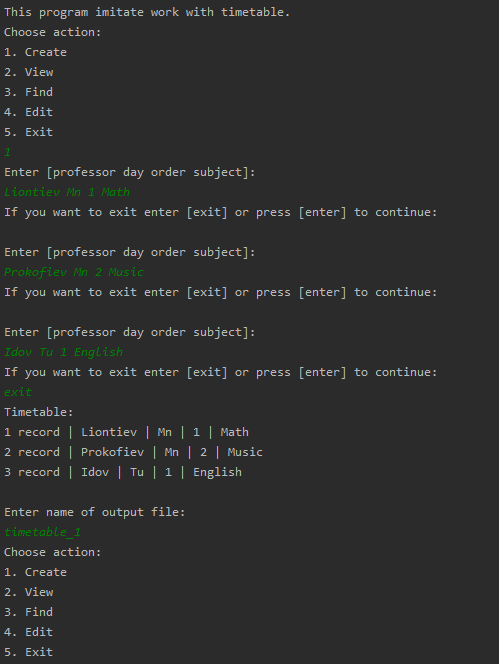 This program imitate work with timetable.
Choose action:
1. Create
2. View
3. Find
4. Edit
5. Exit
1
Enter [professor day order subject]:
Liontiev Mn 1 Math
If you want to exit enter [exit] or press [enter] to continue:
Enter [professor day order subject]:
Prokofiev Mn 2 Music
If you want to exit enter [exit] or press [enter] to continue:
Enter [professor day order subject]:
Idov Tu 1 English
If you want to exit enter [exit] or press [enter] to continue:
exit
Timetable:
1 record | Liontiev | Mn | 1 | Math
2 record | Prokofiev | Mn | 2 | Music
3 record | Idov | Tu | 1 | English
Enter name of output file:
timetable_1
Choose action:
1. Create
2. View
3. Find
4. Edit
5. Exit